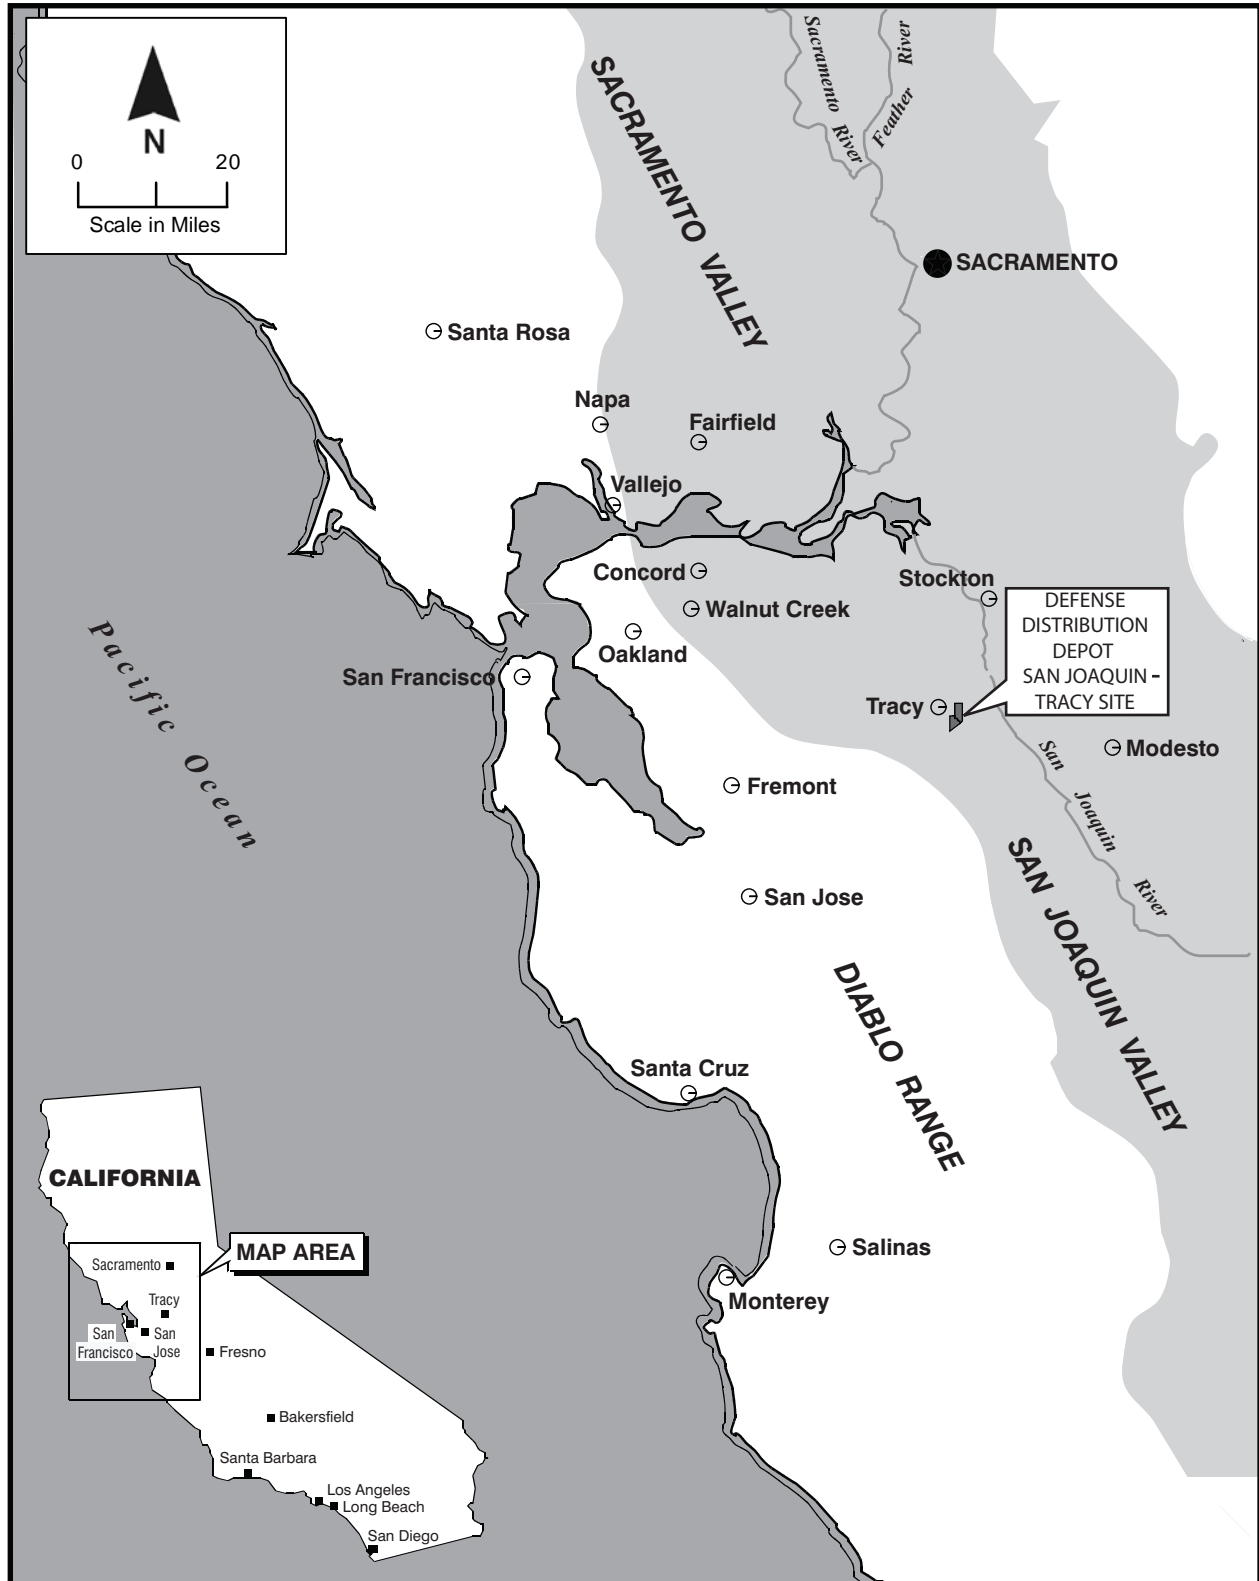 N
0 20
Scale in Miles
Sacramento River
Feather River
SACRAMENTO VALLEY
SACRAMENTO
Santa Rosa
Napa
Fairfield
Vallejo
Concord
Stockton
Walnut Creek
DEFENSE
DISTRIBUTION
DEPOT
SAN JOAQUIN -
TRACY SITE
Oakland
San Francisco
Pacific Ocean
Tracy
San Joaquin River
Modesto
Fremont
SAN JOAQUIN VALLEY
San Jose
DIABLO RANGE
Santa Cruz
Salinas
Monterey
CALIFORNIA
MAP AREA
Sacramento
Tracy
San
Francisco
San
Jose
Fresno
Bakersfield
Santa Barbara
Los Angeles
Long Beach
San Diego